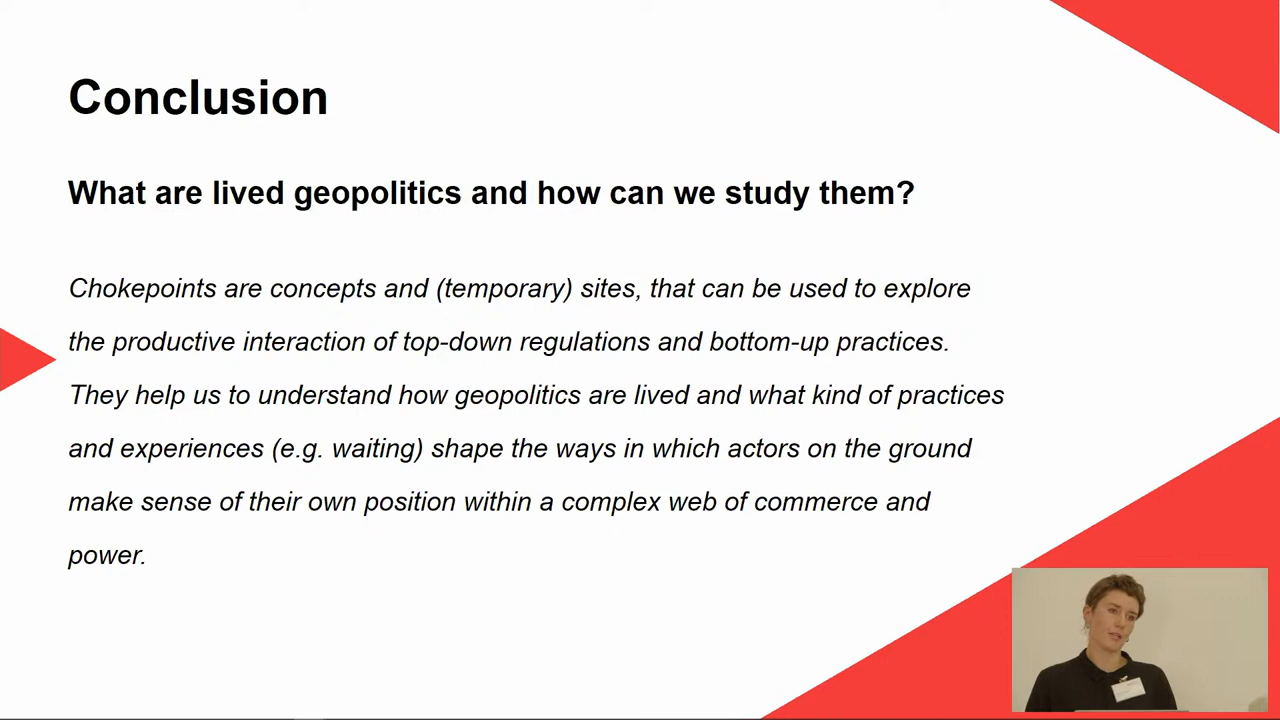 Conclusion
What are lived geopolitics and how can we study them?
Chokepoints are concepts and (temporary) sites, that can be used to explore
the productive interaction of top-down regulations and bottom-up practices.
They help us to understand how geopolitics are lived and what kind of practices
and experiences (e.g. waiting) shape the ways in which actors on the ground
make sense of their own position within a complex web of commerce and
power.